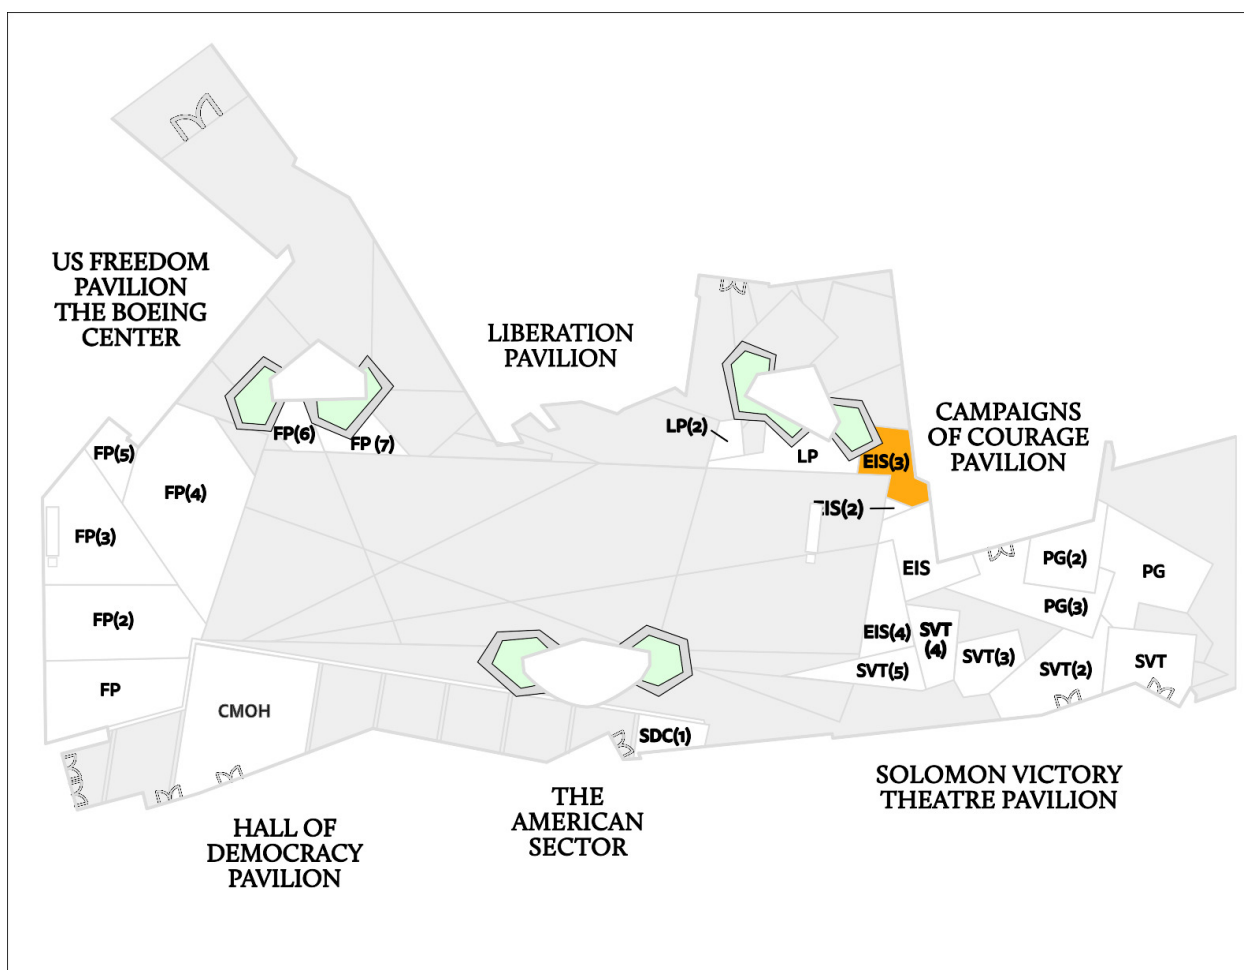 US FREEDOM
PAVILION
THE BOEING
CENTER
LIBERATION
PAVILION
CAMPAIGNS
OF COURAGE
PAVILION
FP(5)
FP(6)
FP (7)
FP(4)
FP(3)
FP(2)
FP
CMOH
LP(2)
LP
EIS(3)
EIS(2)
EIS
EIS(4)
SVT
(4)
SVT(5)
SVT(3)
SVT(2)
SVT
PG(2)
PG
PG(3)
SDC(1)
SOLOMON VICTORY
THEATRE PAVILION
THE
AMERICAN
SECTOR
HALL OF
DEMOCRACY
PAVILION